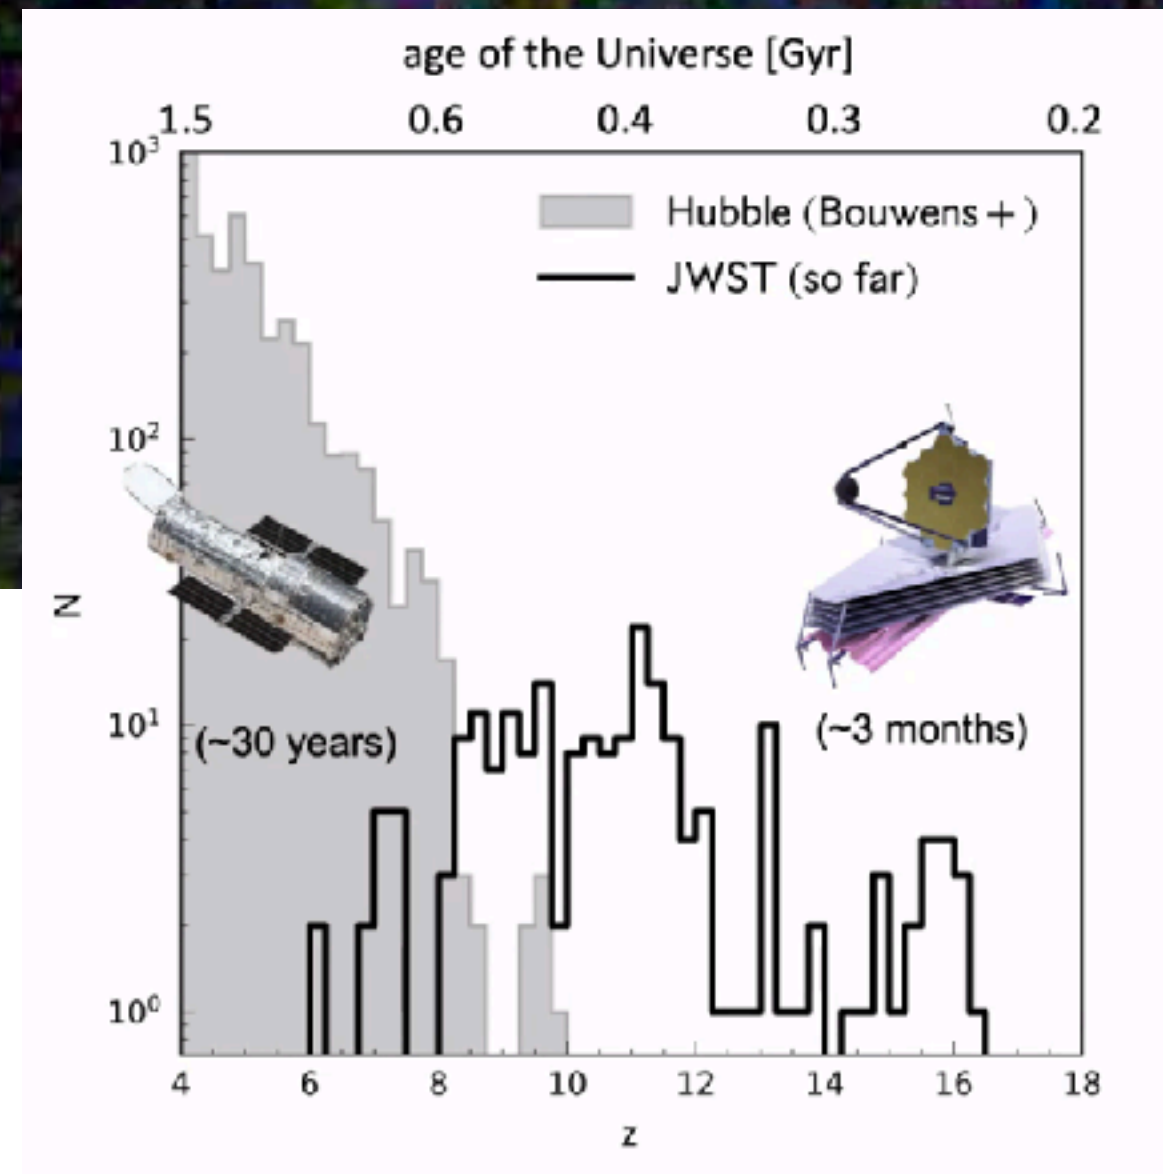 age of the Universe [Gyr]
1.5 0.6 0.4 0.3 0.2
10³
Hubble (Bouwens+)
JWST (so far)
10²
N
10¹
(~30 years)
(~3 months)
10⁰
4 6 8 10 12 14 16 18
z